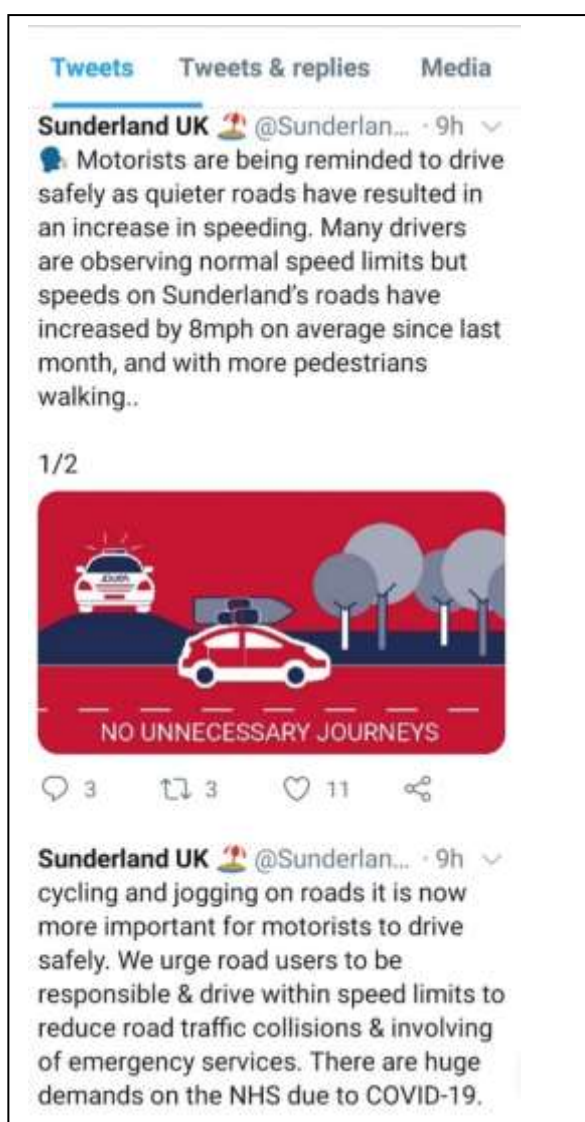 Tweets Tweets & replies Media
Sunderland UK 🏖️ @Sunderlan... · 9h
🗣️ Motorists are being reminded to drive
safely as quieter roads have resulted in
an increase in speeding. Many drivers
are observing normal speed limits but
speeds on Sunderland's roads have
increased by 8mph on average since last
month, and with more pedestrians
walking..
1/2
NO UNNECESSARY JOURNEYS
3 3 11
Sunderland UK 🏖️ @Sunderlan... · 9h
cycling and jogging on roads it is now
more important for motorists to drive
safely. We urge road users to be
responsible & drive within speed limits to
reduce road traffic collisions & involving
of emergency services. There are huge
demands on the NHS due to COVID-19.